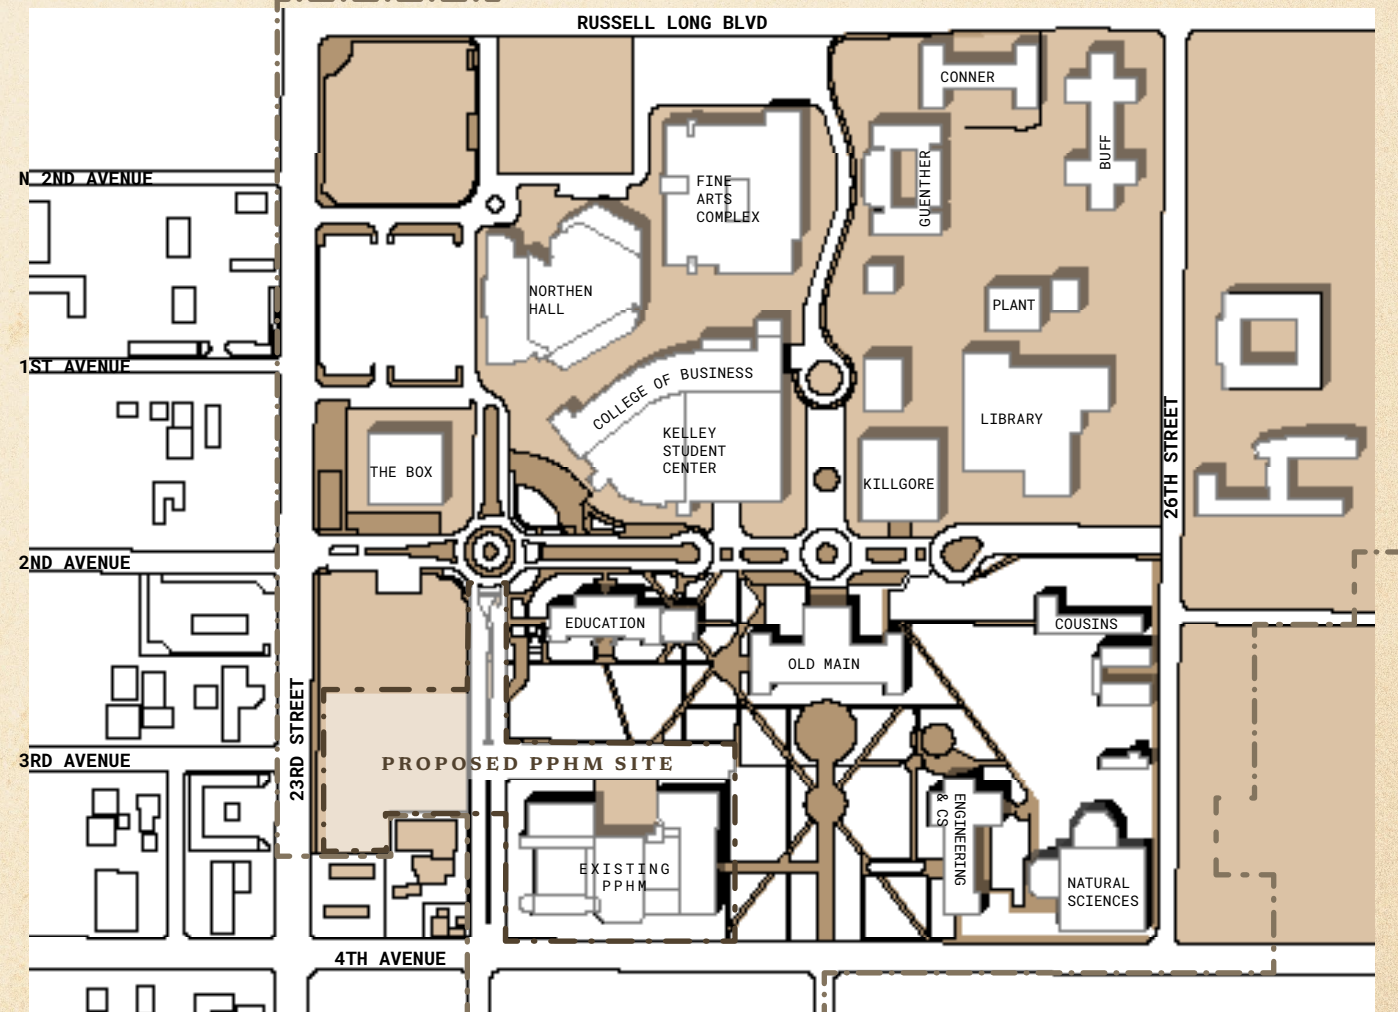 RUSSELL LONG BLVD
CONNER
BUFF
GUENTHER
N 2ND AVENUE
FINE
ARTS
COMPLEX
NORTHEN
HALL
PLANT
1ST AVENUE
COLLEGE OF BUSINESS
LIBRARY
KELLEY
STUDENT
CENTER
THE BOX
KILLGORE
26TH STREET
2ND AVENUE
EDUCATION
COUSINS
OLD MAIN
23RD STREET
3RD AVENUE
PROPOSED PPHM SITE
ENGINEERING
& CS
EXISTING
PPHM
NATURAL
SCIENCES
4TH AVENUE